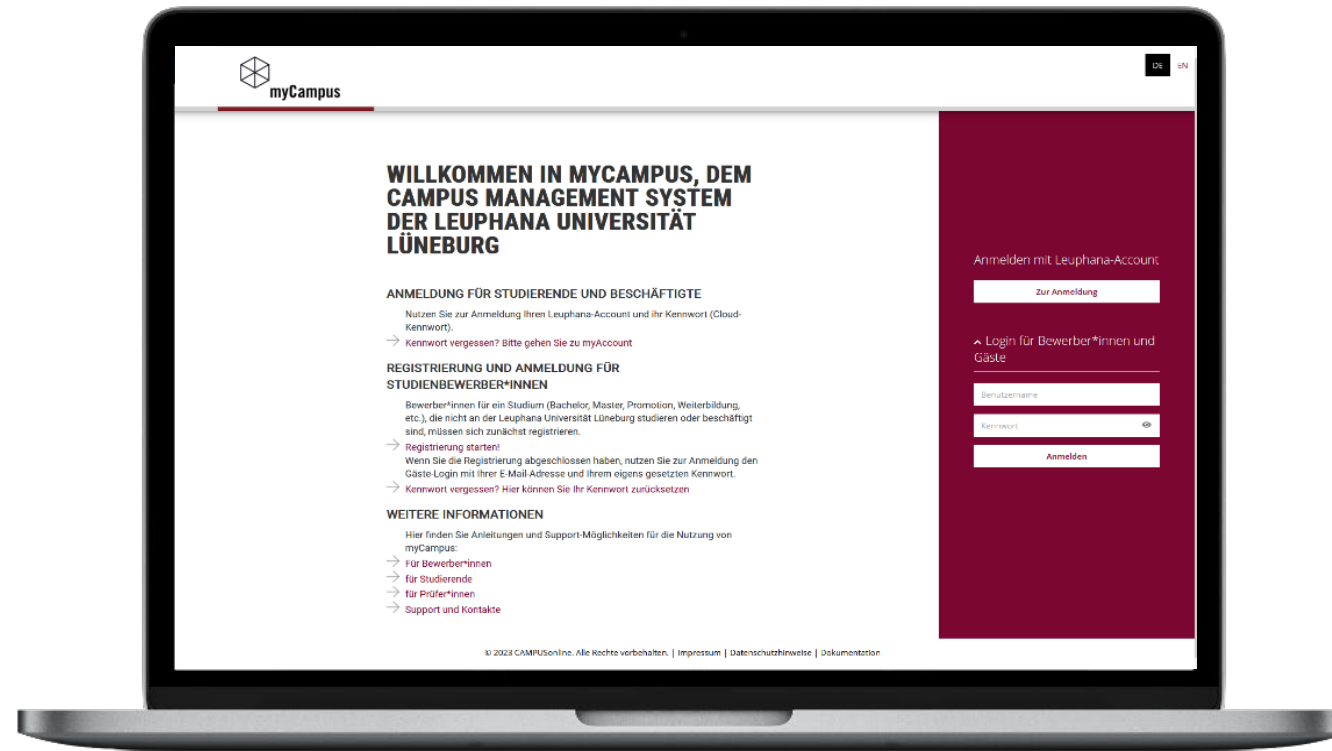 myCampus
DE EN
WILLKOMMEN IN MYCAMPUS, DEM
CAMPUS MANAGEMENT SYSTEM
DER LEUPHANA UNIVERSITÄT
LÜNEBURG
ANMELDUNG FÜR STUDIERENDE UND BESCHÄFTIGTE
Nutzen Sie zur Anmeldung Ihren Leuphana-Account und ihr Kennwort (Cloud-
Kennwort).
Kennwort vergessen? Bitte gehen Sie zu myAccount
REGISTRIERUNG UND ANMELDUNG FÜR
STUDIENBEWERBER*INNEN
Bewerber*innen für ein Studium (Bachelor, Master, Promotion, Weiterbildung,
etc.), die nicht an der Leuphana Universität Lüneburg studieren oder beschäftigt
sind, müssen sich zunächst registrieren.
Registrierung starten!
Wenn Sie die Registrierung abgeschlossen haben, nutzen Sie zur Anmeldung den
Gäste-Login mit Ihrer E-Mail-Adresse und Ihrem eigens gesetzten Kennwort.
Kennwort vergessen? Hier können Sie Ihr Kennwort zurücksetzen
WEITERE INFORMATIONEN
Hier finden Sie Anleitungen und Support-Möglichkeiten für die Nutzung von
myCampus:
Für Bewerber*innen
für Studierende
für Prüfer*innen
Support und Kontakte
Anmelden mit Leuphana-Account
Zur Anmeldung
Login für Bewerber*innen und
Gäste
Benutzername
Kennwort
Anmelden
© 2023 CAMPUSonline. Alle Rechte vorbehalten. | Impressum | Datenschutzhinweise | Dokumentation